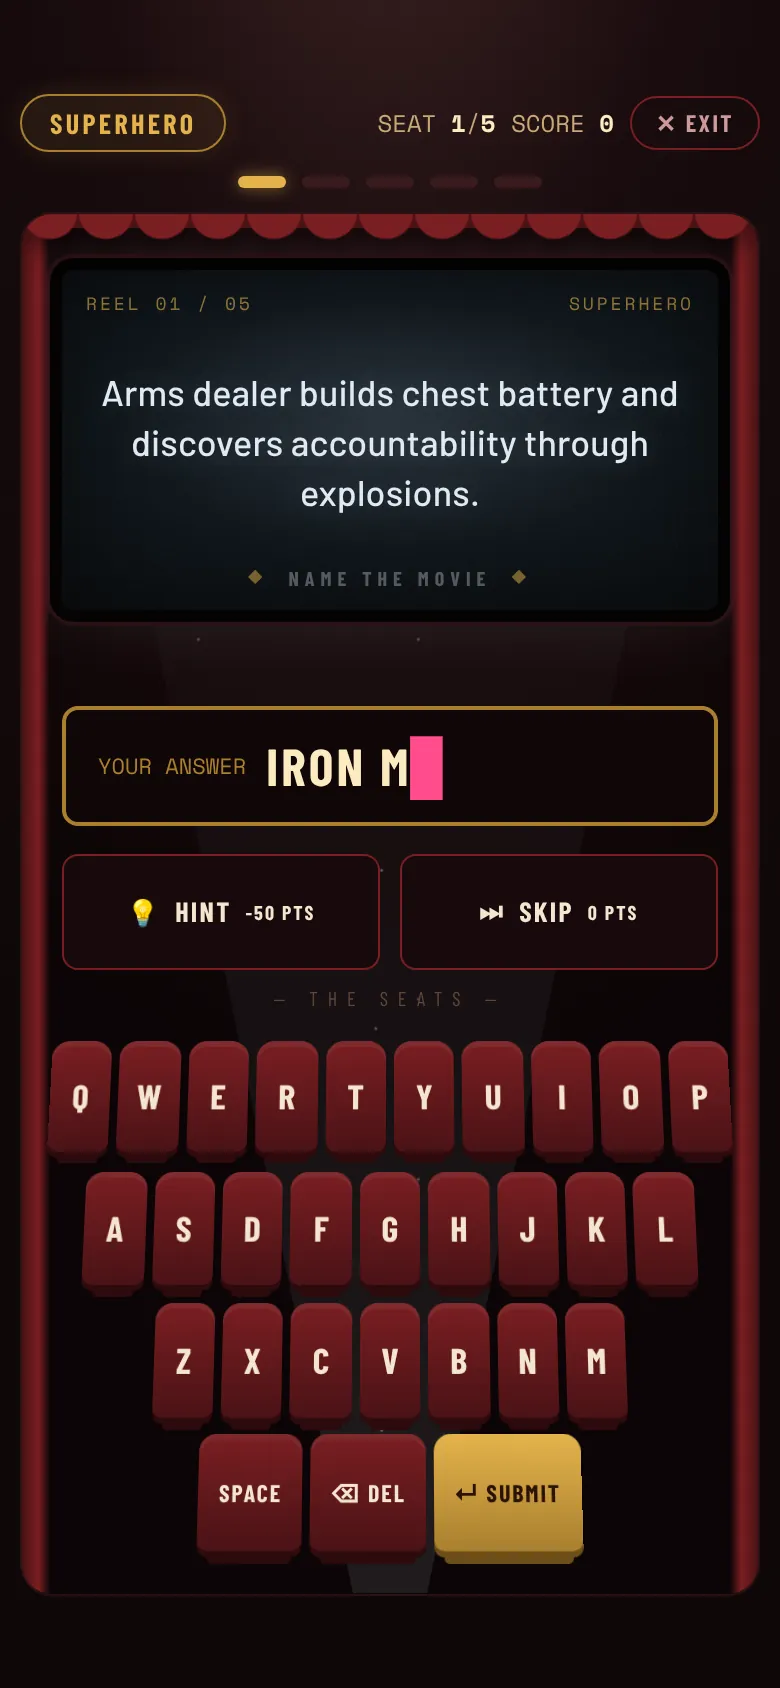 SUPERHERO
SEAT 1/5 SCORE 0
✕ EXIT
REEL 01 / 05
SUPERHERO
Arms dealer builds chest battery and
discovers accountability through
explosions.
◆ NAME THE MOVIE ◆
YOUR ANSWER IRON M
💡 HINT -50 PTS
⏭ SKIP 0 PTS
— THE SEATS —
Q W E R T Y U I O P
A S D F G H J K L
Z X C V B N M
SPACE ⌫ DEL ↵ SUBMIT